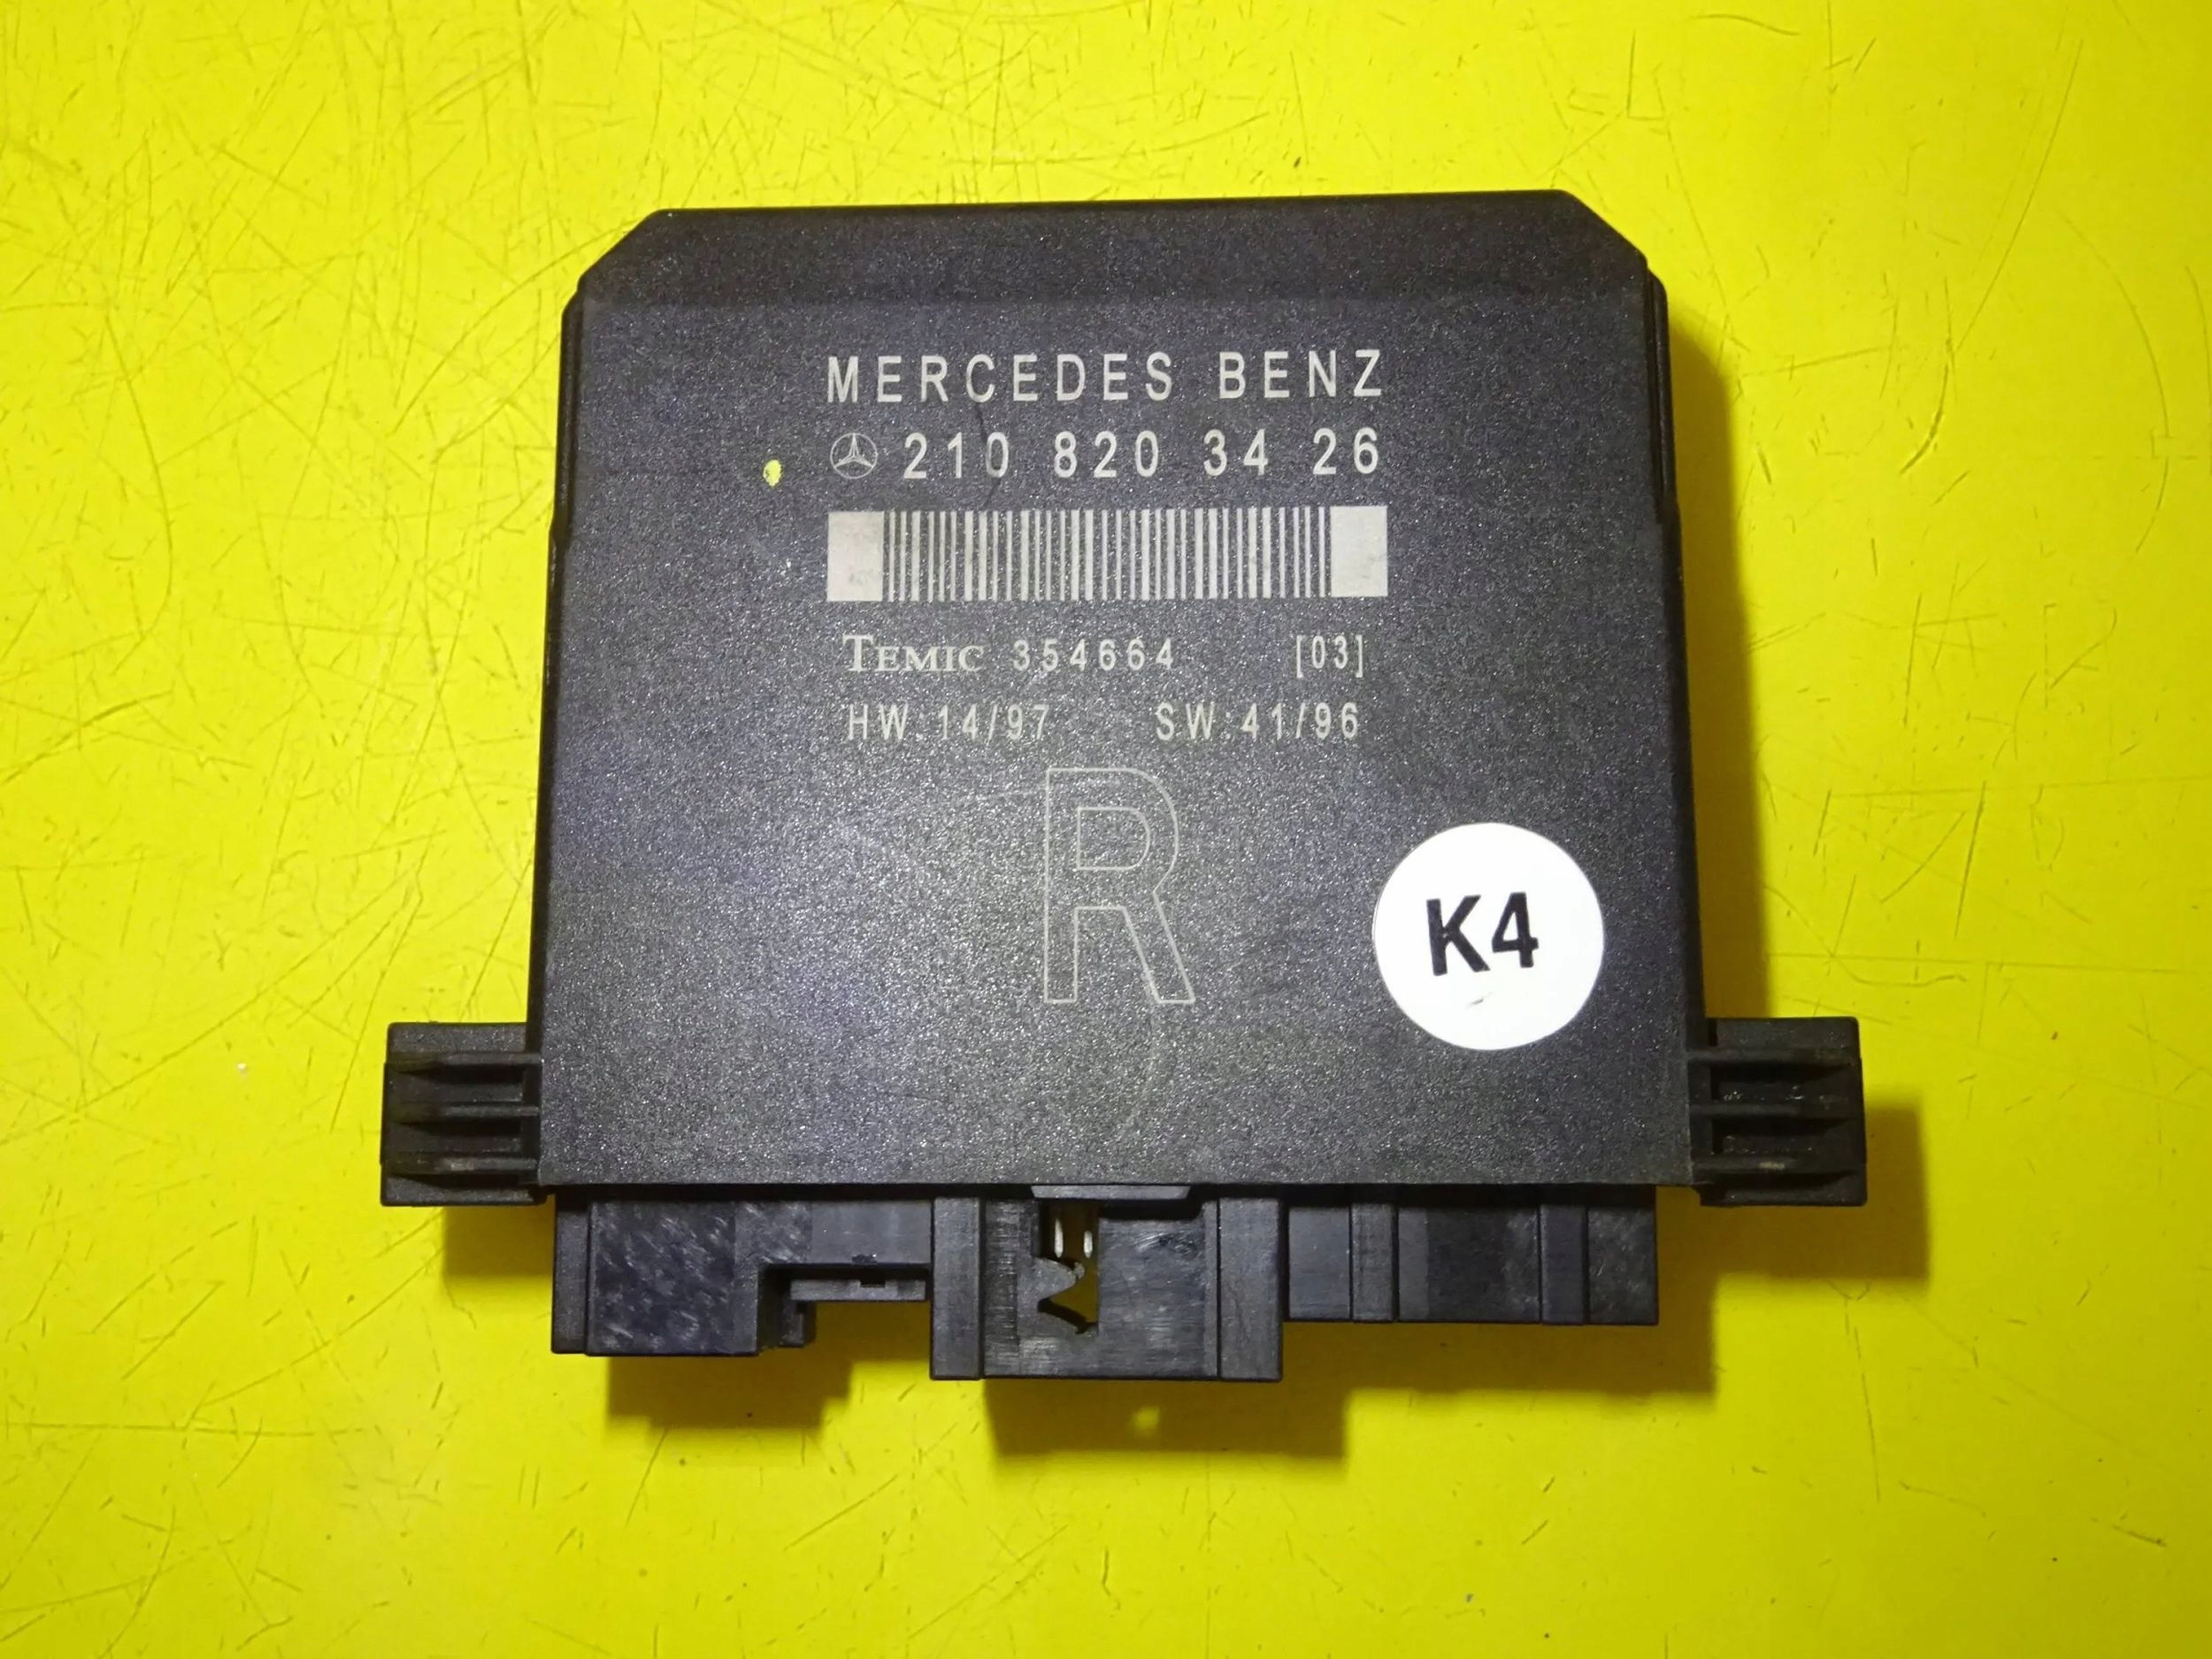 MERCEDES BENZ
210 820 34 26
TEMIC 354664 [03]
HW:14/97 SW:41/96
R
K4